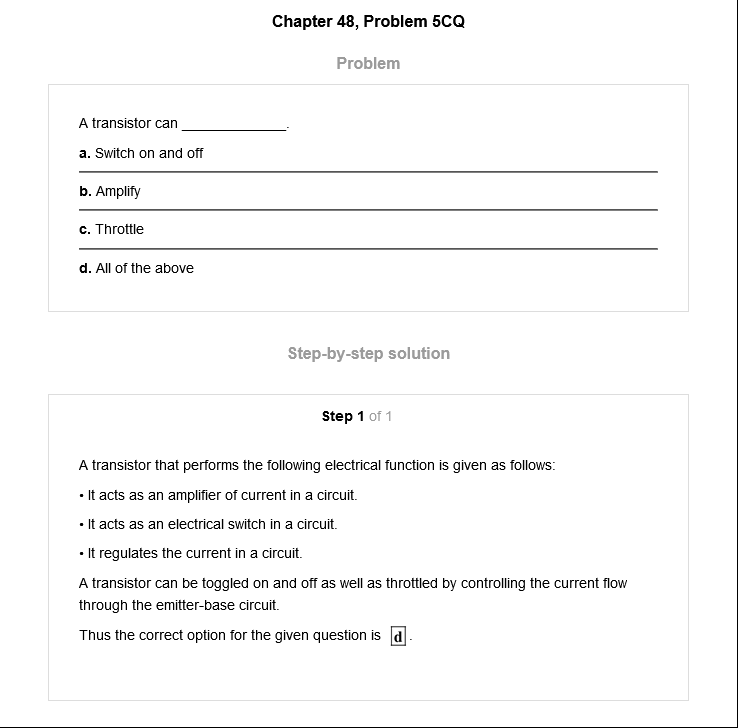 Chapter 48, Problem 5CQ
Problem
A transistor can _____________.
a. Switch on and off
b. Amplify
c. Throttle
d. All of the above
Step-by-step solution
Step 1 of 1
A transistor that performs the following electrical function is given as follows:
• It acts as an amplifier of current in a circuit.
• It acts as an electrical switch in a circuit.
• It regulates the current in a circuit.
A transistor can be toggled on and off as well as throttled by controlling the current flow
through the emitter-base circuit.
Thus the correct option for the given question is d.